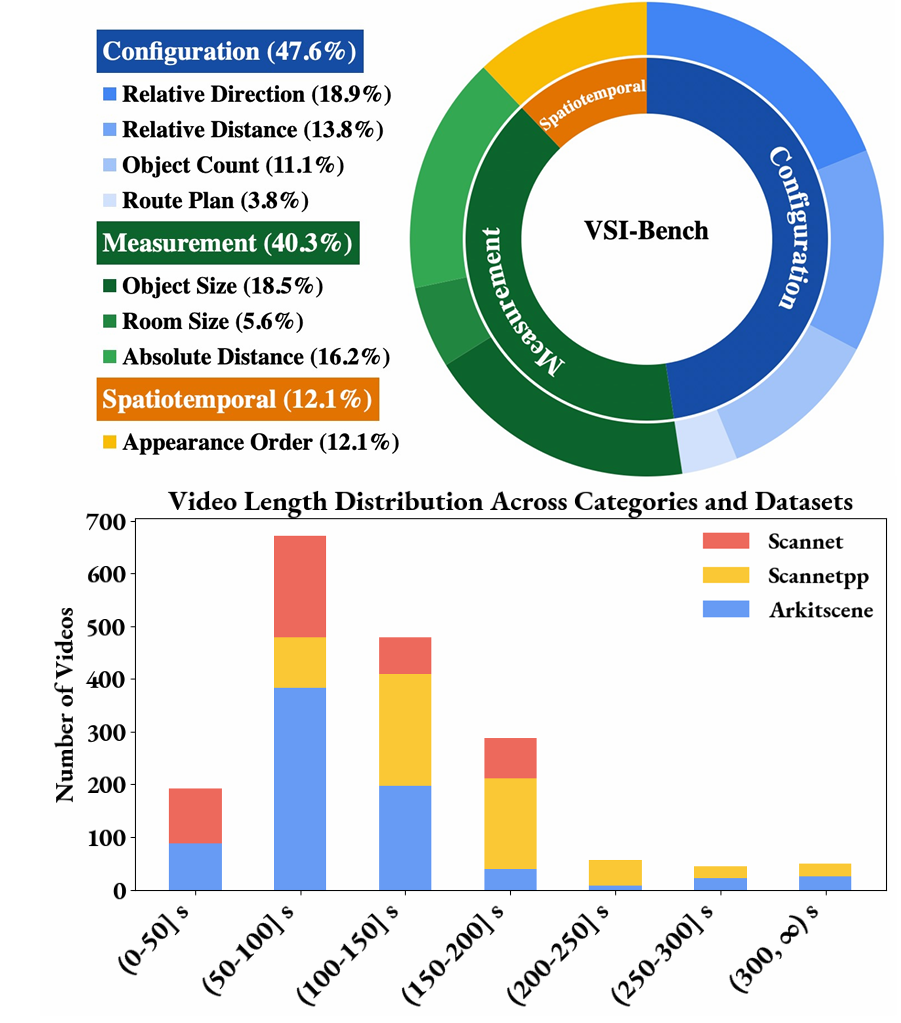 Configuration (47.6%)
Relative Direction (18.9%)
Relative Distance (13.8%)
Object Count (11.1%)
Route Plan (3.8%)
Measurement (40.3%)
Object Size (18.5%)
Room Size (5.6%)
Absolute Distance (16.2%)
Spatiotemporal (12.1%)
Appearance Order (12.1%)
Spatiotemporal
Configuration
Measurement
VSI-Bench
Video Length Distribution Across Categories and Datasets
Number of Videos
700
600
500
400
300
200
100
0
Scannet
Scannetpp
Arkitscene
(0-50] s
(50-100] s
(100-150] s
(150-200] s
(200-250] s
(250-300] s
(300, ∞) s